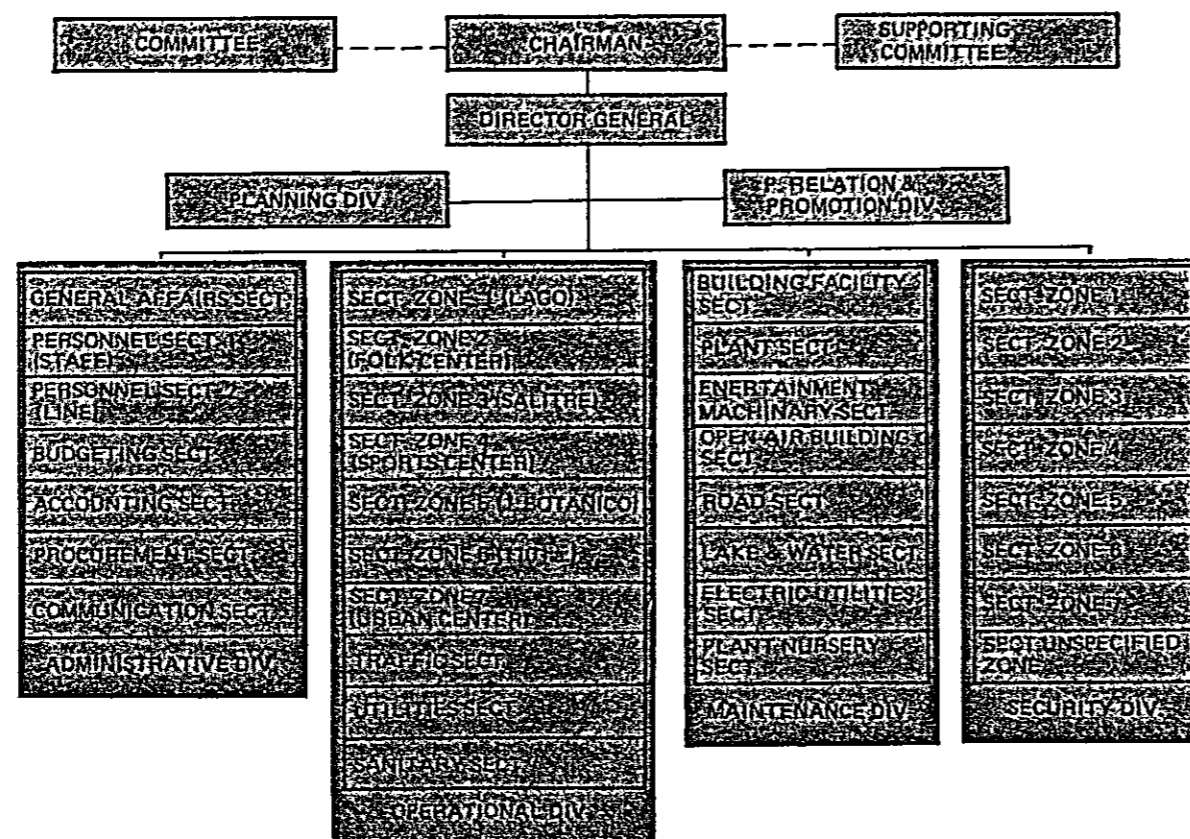 COMMITTEE
CHAIRMAN
SUPPORTING
COMMITTEE
DIRECTOR GENERAL
PLANNING DIV.
P. RELATION &
PROMOTION DIV.
GENERAL AFFAIRS SECT.
PERSONNEL SECT. 1
(STAFF)
PERSONNEL SECT. 2
(LINE)
BUDGETING SECT.
ACCOUNTING SECT.
PROCUREMENT SECT.
COMMUNICATION SECT.
ADMINISTRATIVE DIV.
SECT. ZONE 1 (LAGO)
SECT. ZONE 2
(FOLK CENTER)
SECT. ZONE 3 (SALITRE)
SECT. ZONE 4
(SPORTS CENTER)
SECT. ZONE 5 (J. BOTANICO)
SECT. ZONE 6
SECT. ZONE 7
(URBAN CENTER)
TRAFFIC SECT.
UTILITIES SECT.
SANITARY SECT.
OPERATIONAL DIV.
BUILDING FACILITY
SECT.
PLANT SECT.
ENERTAINMENT
MACHINARY SECT.
OPEN-AIR BUILDING
SECT.
ROAD SECT.
LAKE & WATER SECT.
ELECTRIC UTILITIES
SECT.
PLANT NURSERY
SECT.
MAINTENANCE DIV.
SECT. ZONE 1
SECT. ZONE 2
SECT. ZONE 3
SECT. ZONE 4
SECT. ZONE 5
SECT. ZONE 6
SECT. ZONE 7
SPOT UNSPECIFIED
ZONE
SECURITY DIV.